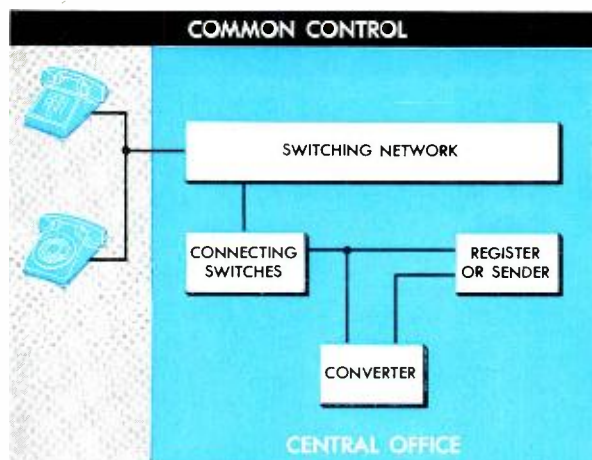 COMMON CONTROL
SWITCHING NETWORK
CONNECTING
SWITCHES
REGISTER
OR SENDER
CONVERTER
CENTRAL OFFICE